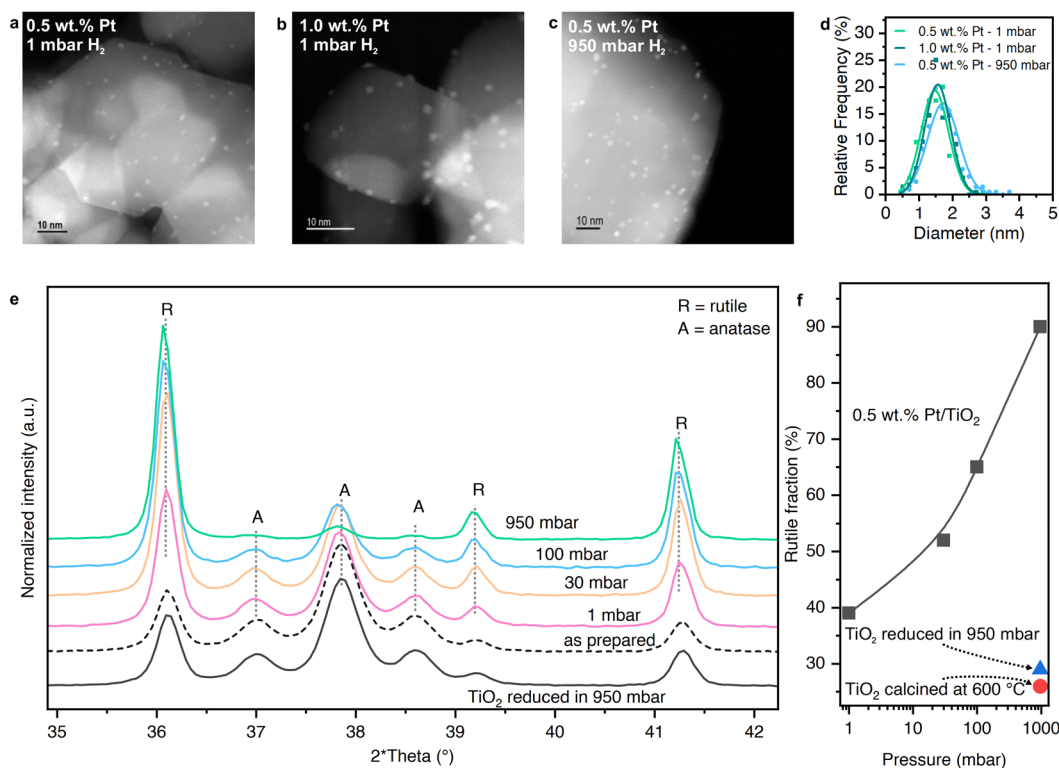 a
0.5 wt.% Pt
1 mbar H₂
10 nm
b
1.0 wt.% Pt
1 mbar H₂
10 nm
c
0.5 wt.% Pt
950 mbar H₂
10 nm
d
Relative Frequency (%)
30
25
20
15
10
5
0
0.5 wt.% Pt - 1 mbar
1.0 wt.% Pt - 1 mbar
0.5 wt.% Pt - 950 mbar
0 1 2 3 4 5
Diameter (nm)
e
Normalized intensity (a.u.)
R = rutile
A = anatase
R
A
A
A
R
R
950 mbar
100 mbar
30 mbar
1 mbar
as prepared
TiO₂ reduced in 950 mbar
35 36 37 38 39 40 41 42
2*Theta (°)
f
Rutile fraction (%)
90
80
70
60
50
40
30
0.5 wt.% Pt/TiO₂
TiO₂ reduced in 950 mbar
TiO₂ calcined at 600 °C
1 10 100 1000
Pressure (mbar)